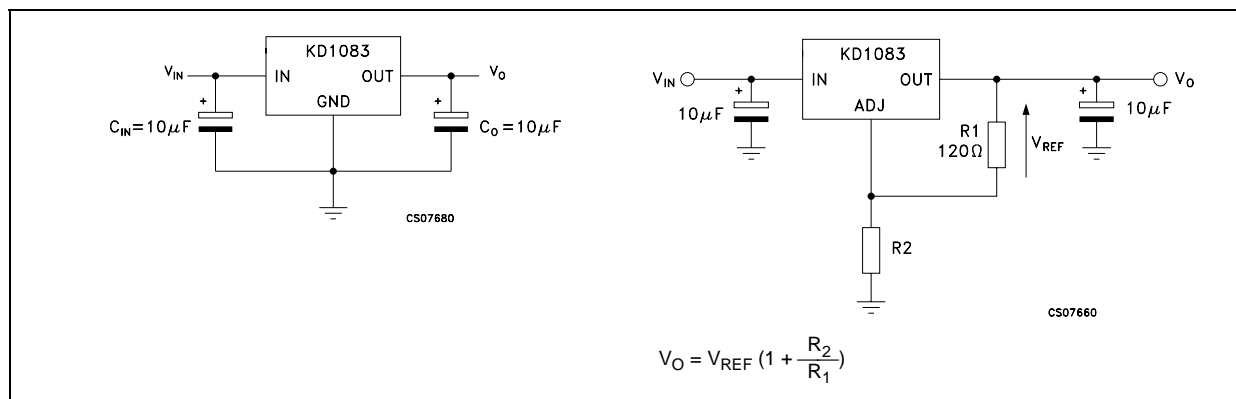 KD1083
V_IN
IN
OUT
V_O
GND
+
+
C_IN=10μF
C_O=10μF
CS07680
KD1083
V_IN
IN
OUT
V_O
ADJ
+
+
10μF
R1
120Ω
V_REF
10μF
R2
CS07660
V_O = V_REF (1 + R_2/R_1)